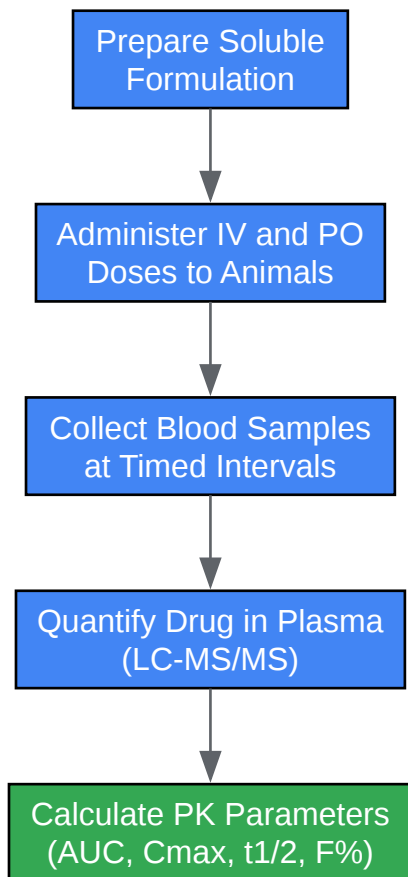 Prepare Soluble
Formulation
Administer IV and PO
Doses to Animals
Collect Blood Samples
at Timed Intervals
Quantify Drug in Plasma
(LC-MS/MS)
Calculate PK Parameters
(AUC, Cmax, t1/2, F%)